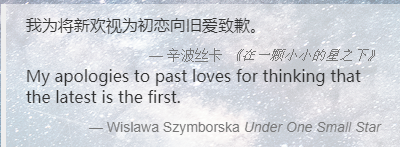 我为将新欢视为初恋向旧爱致歉。
— 辛波丝卡 《在一颗小小的星之下》
My apologies to past loves for thinking that
the latest is the first.
— Wislawa Szymborska Under One Small Star